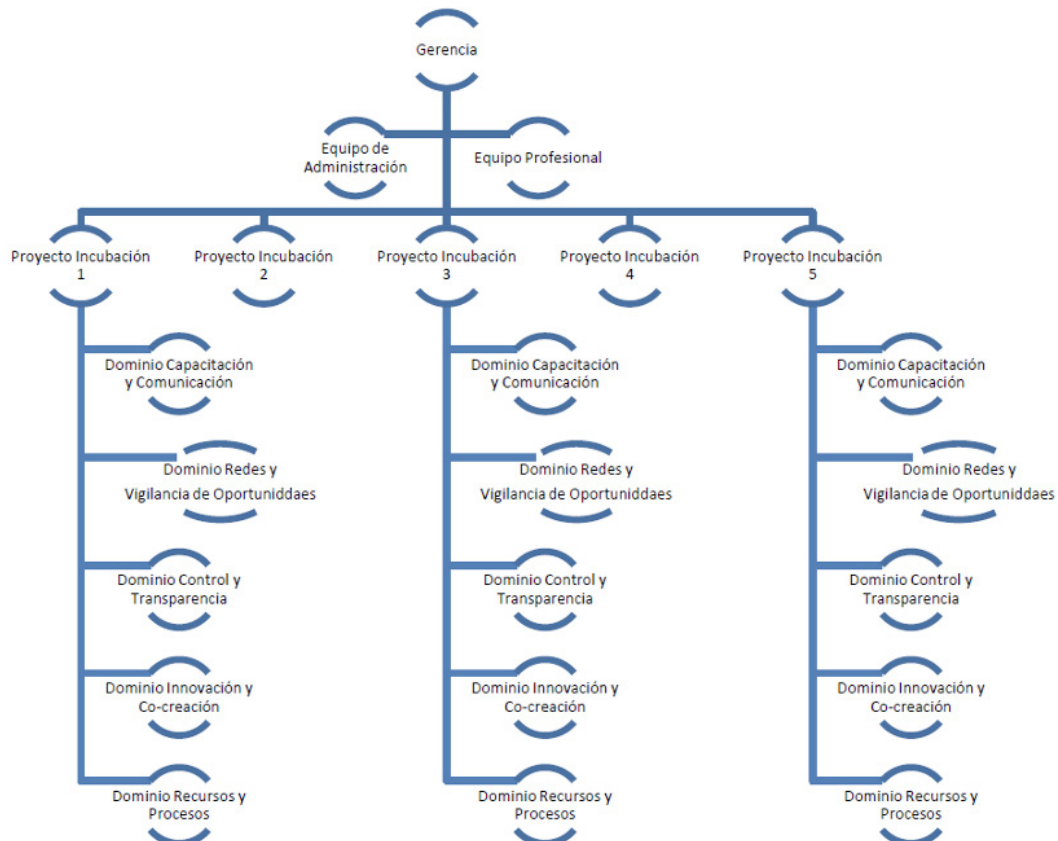 Gerencia
Equipo de
Administración
Equipo Profesional
Proyecto Incubación
1
Proyecto Incubación
2
Proyecto Incubación
3
Proyecto Incubación
4
Proyecto Incubación
5
Dominio Capacitación
y Comunicación
Dominio Redes y
Vigilancia de Oportuniddaes
Dominio Control y
Transparencia
Dominio Innovación y
Co-creación
Dominio Recursos y
Procesos
Dominio Capacitación
y Comunicación
Dominio Redes y
Vigilancia de Oportuniddaes
Dominio Control y
Transparencia
Dominio Innovación y
Co-creación
Dominio Recursos y
Procesos
Dominio Capacitación
y Comunicación
Dominio Redes y
Vigilancia de Oportuniddaes
Dominio Control y
Transparencia
Dominio Innovación y
Co-creación
Dominio Recursos y
Procesos